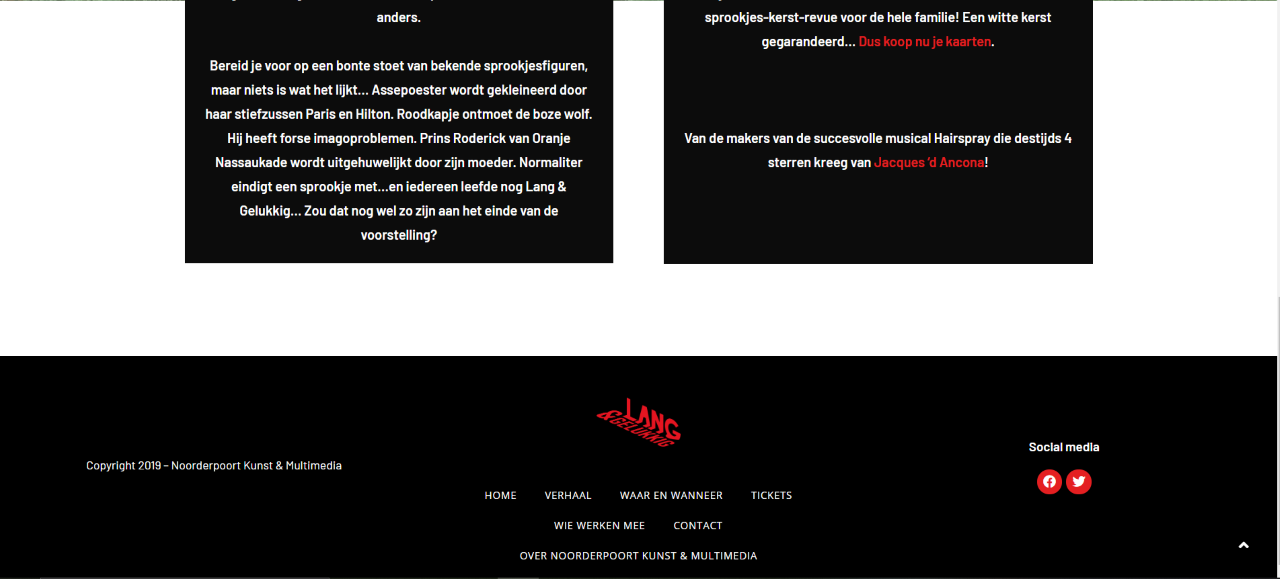 anders.
Bereid je voor op een bonte stoet van bekende sprookjesfiguren,
maar niets is wat het lijkt... Assepoester wordt gekleineerd door
haar stiefzussen Paris en Hilton. Roodkapje ontmoet de boze wolf.
Hij heeft forse imagoproblemen. Prins Roderick van Oranje
Nassaukade wordt uitgehuwelijkt door zijn moeder. Normaliter
eindigt een sprookje met...en iedereen leefde nog Lang &
Gelukkig... Zou dat nog wel zo zijn aan het einde van de
voorstelling?
sprookjes-kerst-revue voor de hele familie! Een witte kerst
gegarandeerd... Dus koop nu je kaarten.
Van de makers van de succesvolle musical Hairspray die destijds 4
sterren kreeg van Jacques 'd Ancona!
Copyright 2019 – Noorderpoort Kunst & Multimedia
LANG
& GELUKKIG
HOME VERHAAL WAAR EN WANNEER TICKETS
WIE WERKEN MEE CONTACT
OVER NOORDERPOORT KUNST & MULTIMEDIA
Social media